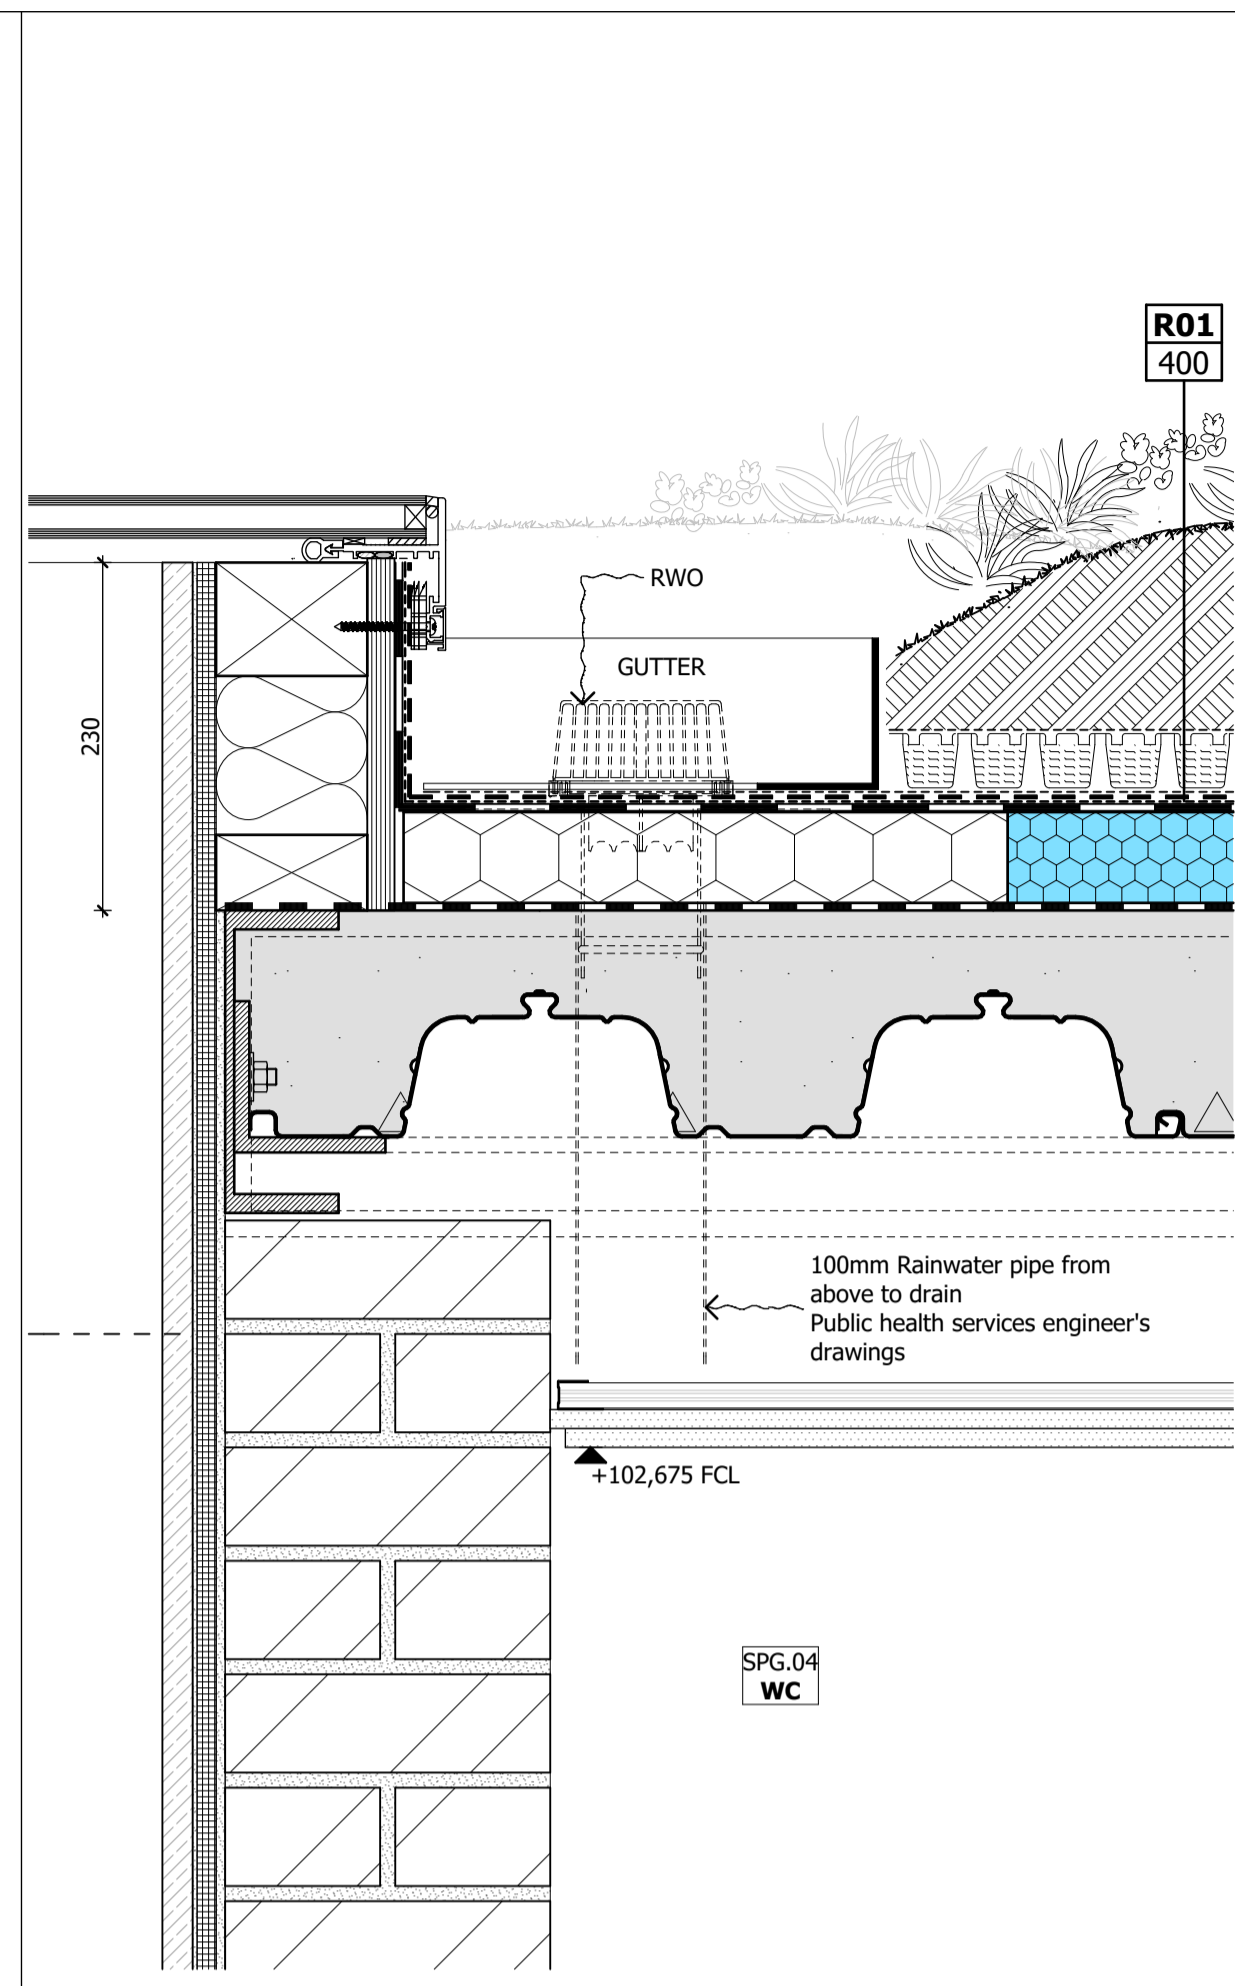 R01
400
RWO
GUTTER
230
100mm Rainwater pipe from
above to drain
Public health services engineer's
drawings
+102,675 FCL
SPG.04
WC